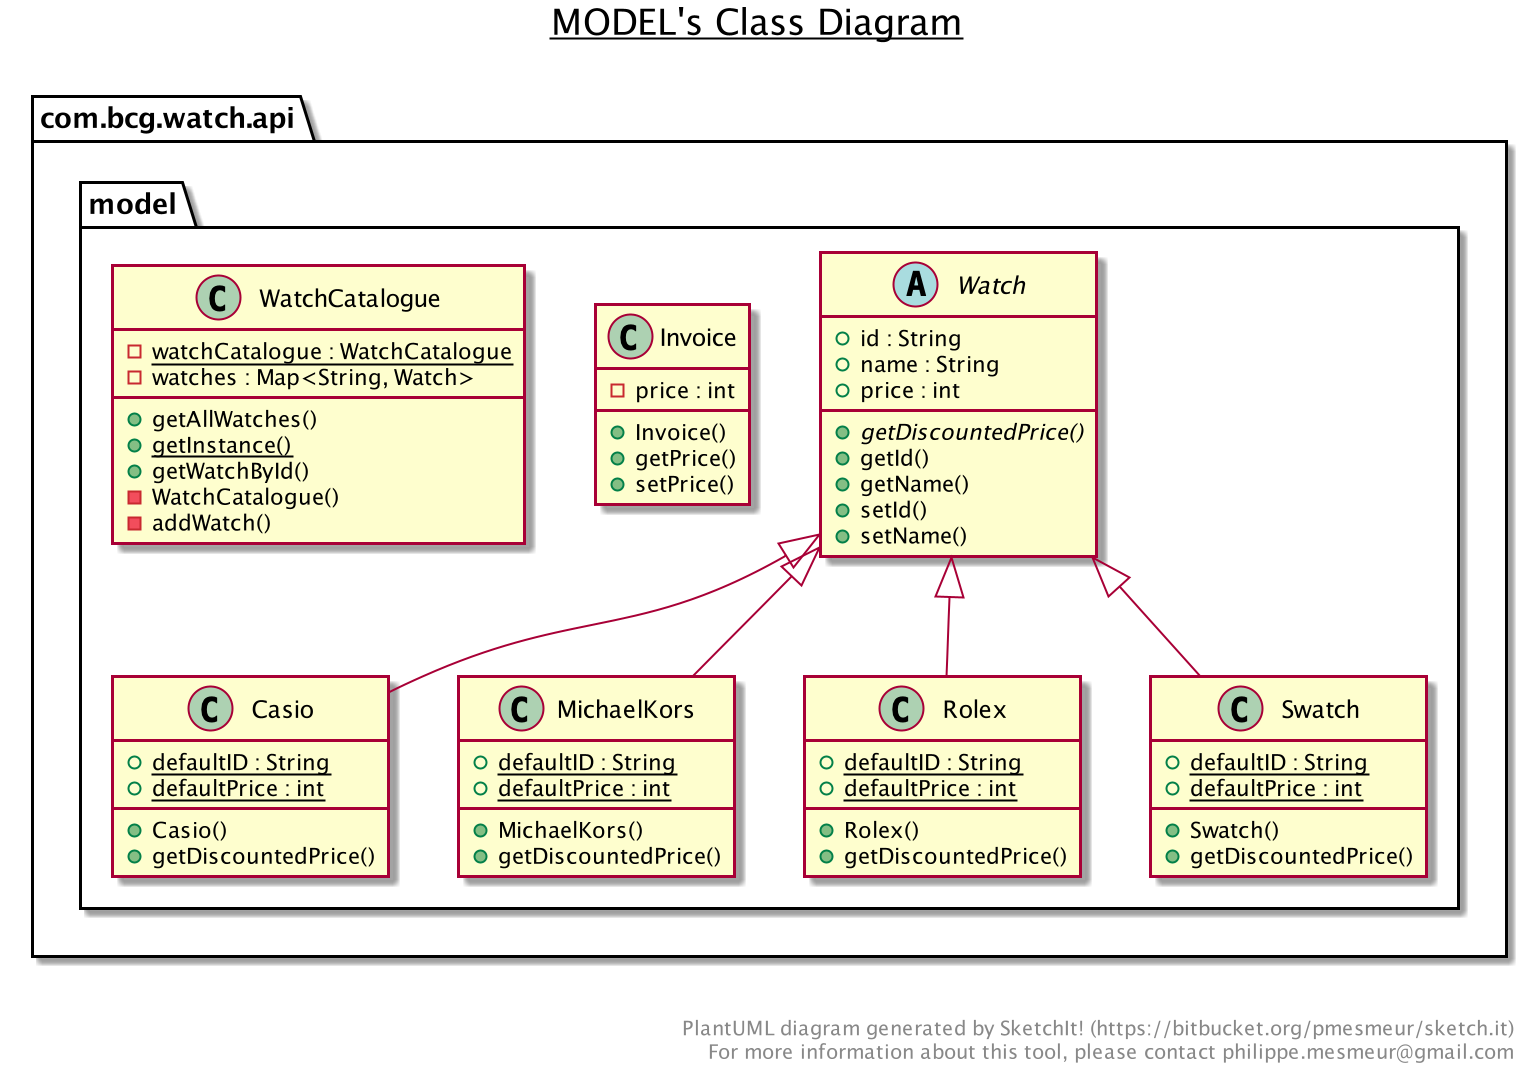 MODEL's Class Diagram
com.bcg.watch.api
model
C WatchCatalogue
watchCatalogue : WatchCatalogue
watches : Map<String, Watch>
getAllWatches()
getInstance()
getWatchById()
WatchCatalogue()
addWatch()
C Invoice
price : int
Invoice()
getPrice()
setPrice()
A Watch
id : String
name : String
price : int
getDiscountedPrice()
getId()
getName()
setId()
setName()
C Casio
defaultID : String
defaultPrice : int
Casio()
getDiscountedPrice()
C MichaelKors
defaultID : String
defaultPrice : int
MichaelKors()
getDiscountedPrice()
C Rolex
defaultID : String
defaultPrice : int
Rolex()
getDiscountedPrice()
C Swatch
defaultID : String
defaultPrice : int
Swatch()
getDiscountedPrice()
PlantUML diagram generated by SketchIt! (https://bitbucket.org/pmesmeur/sketch.it)
For more information about this tool, please contact philippe.mesmeur@gmail.com